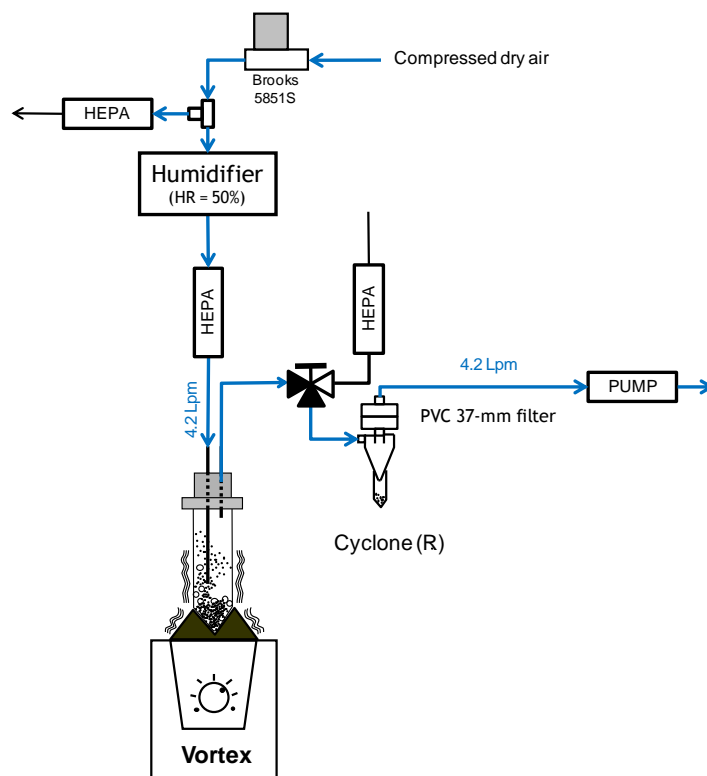 Compressed dry air
Brooks
5851S
HEPA
Humidifier
(HR = 50%)
HEPA
HEPA
4.2 Lpm
4.2 Lpm
PUMP
PVC 37-mm filter
Cyclone (R)
Vortex